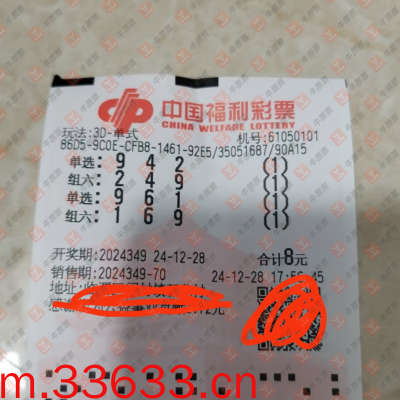 中国福利彩票
CHINA WELFARE LOTTERY
玩法:3D-单式 机号:61050101
86D5-9C0E-CFB8-1461-92E5/35051687/90A15
单选: 9 4 2 (1)
组六: 2 4 9 (1)
单选: 9 6 1 (1)
组六: 1 6 9 (1)
开奖期:2024349 24-12-28 合计8元
销售期:2024349-70 24-12-28
地址:
m.33633.cn